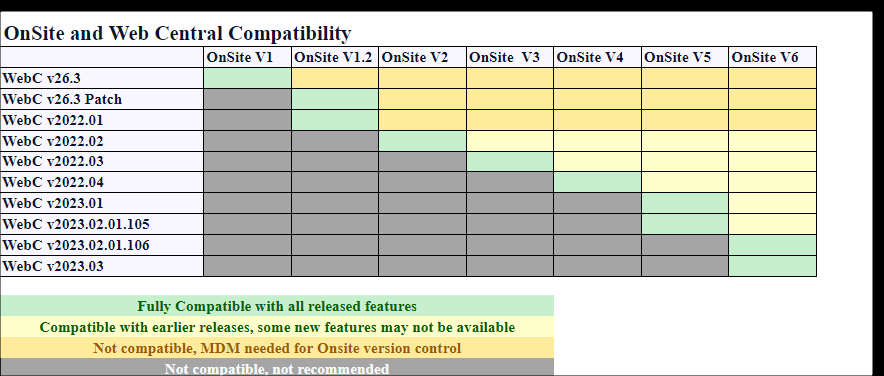 OnSite and Web Central Compatibility
OnSite V1 OnSite V1.2 OnSite V2 OnSite V3 OnSite V4 OnSite V5 OnSite V6
WebC v26.3
WebC v26.3 Patch
WebC v2022.01
WebC v2022.02
WebC v2022.03
WebC v2022.04
WebC v2023.01
WebC v2023.02.01.105
WebC v2023.02.01.106
WebC v2023.03
Fully Compatible with all released features
Compatible with earlier releases, some new features may not be available
Not compatible, MDM needed for Onsite version control
Not compatible, not recommended